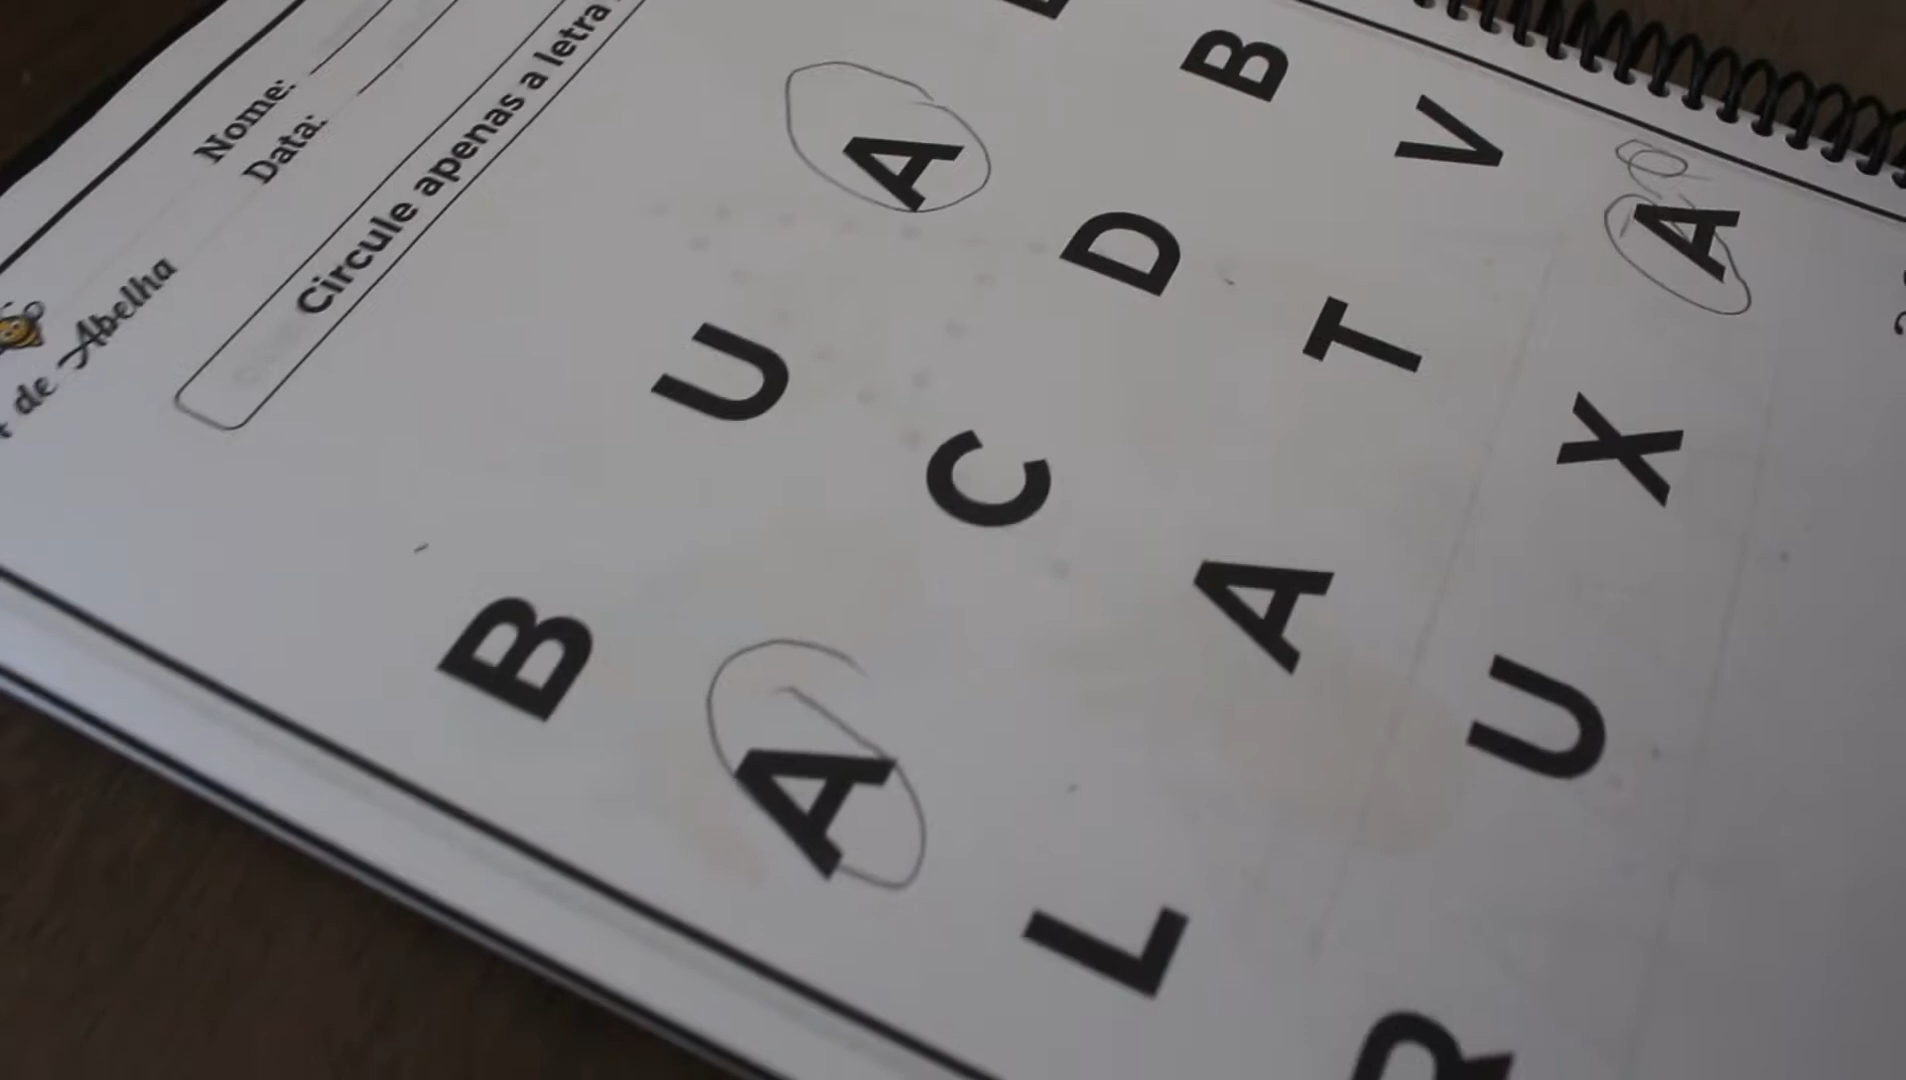 de Abelha
Nome:
Data:
Circule apenas a letra
B U A
A C D B
L A T V
R U X A